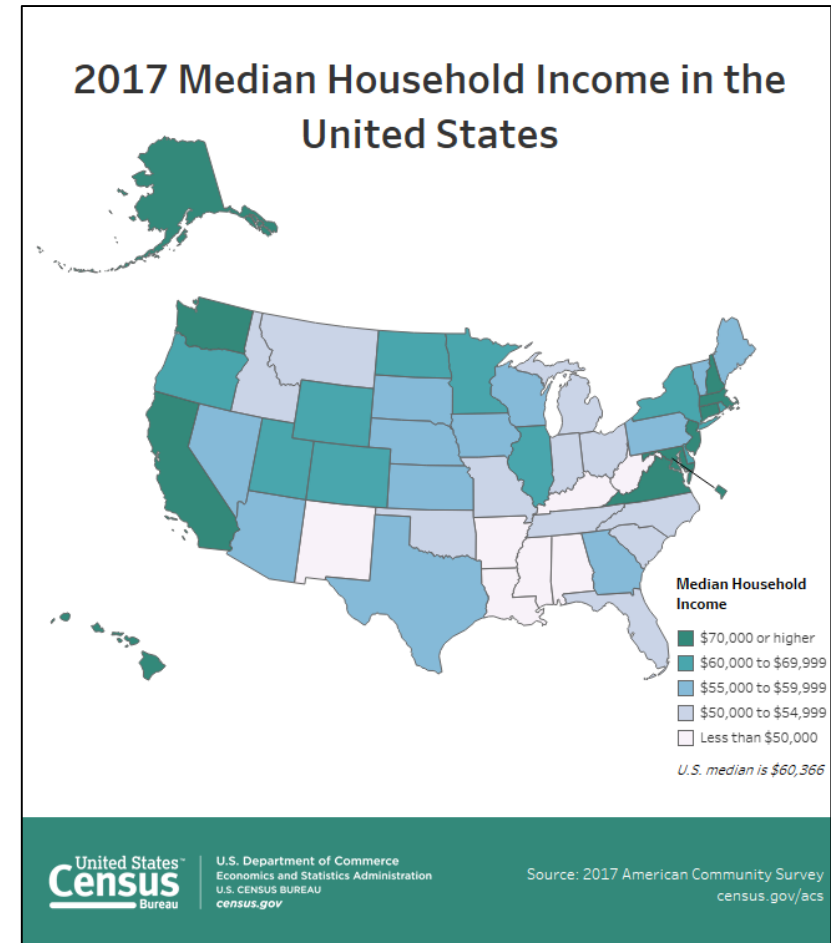 2017 Median Household Income in the
United States
Median Household
Income
$70,000 or higher
$60,000 to $69,999
$55,000 to $59,999
$50,000 to $54,999
Less than $50,000
U.S. median is $60,366
United States™
Census
Bureau
U.S. Department of Commerce
Economics and Statistics Administration
U.S. CENSUS BUREAU
census.gov
Source: 2017 American Community Survey
census.gov/acs